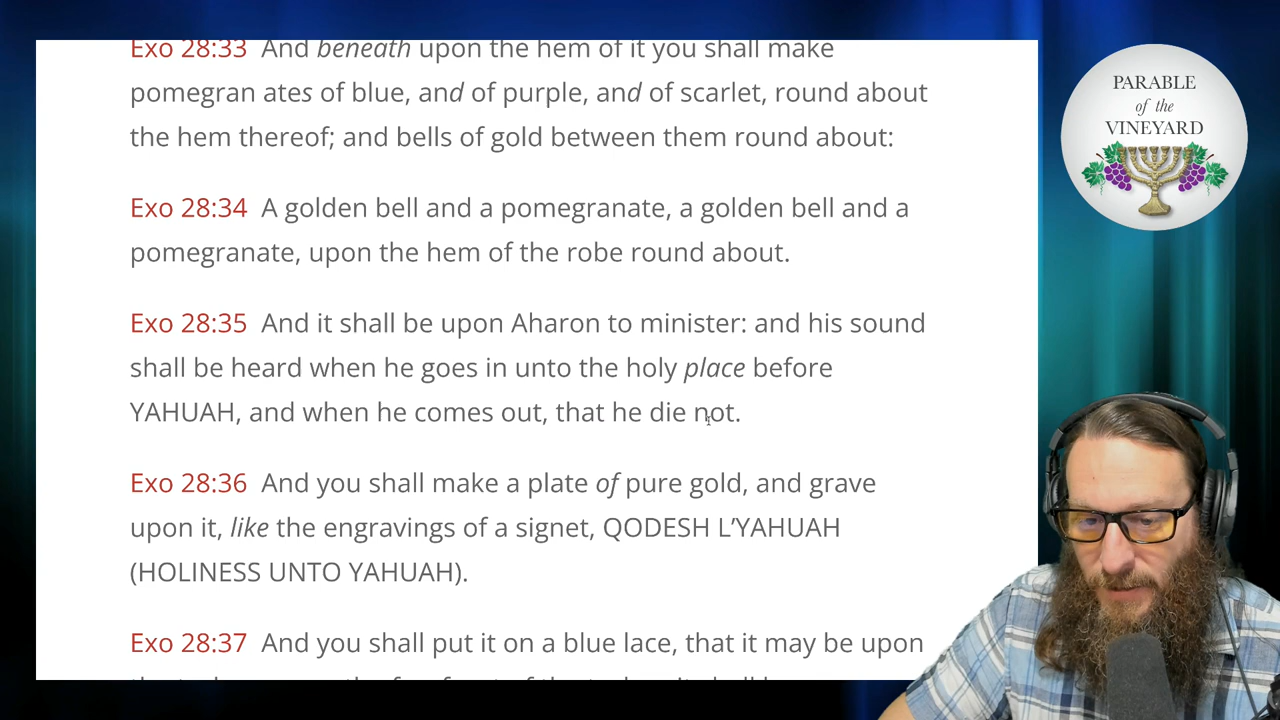 Exo 28:33 And beneath upon the hem of it you shall make
pomegran ates of blue, and of purple, and of scarlet, round about
the hem thereof; and bells of gold between them round about:
Exo 28:34 A golden bell and a pomegranate, a golden bell and a
pomegranate, upon the hem of the robe round about.
Exo 28:35 And it shall be upon Aharon to minister: and his sound
shall be heard when he goes in unto the holy place before
YAHUAH, and when he comes out, that he die not.
Exo 28:36 And you shall make a plate of pure gold, and grave
upon it, like the engravings of a signet, QODESH L’YAHUAH
(HOLINESS UNTO YAHUAH).
Exo 28:37 And you shall put it on a blue lace, that it may be upon
PARABLE
of the
VINEYARD